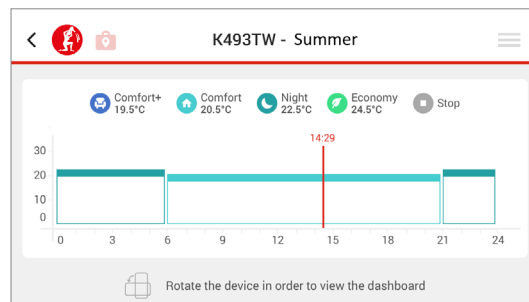 K493TW - Summer
Comfort+ Comfort Night Economy Stop
19.5°C 20.5°C 22.5°C 24.5°C
14:29
30
20
10
0
0 3 6 9 12 15 18 21 24
Rotate the device in order to view the dashboard